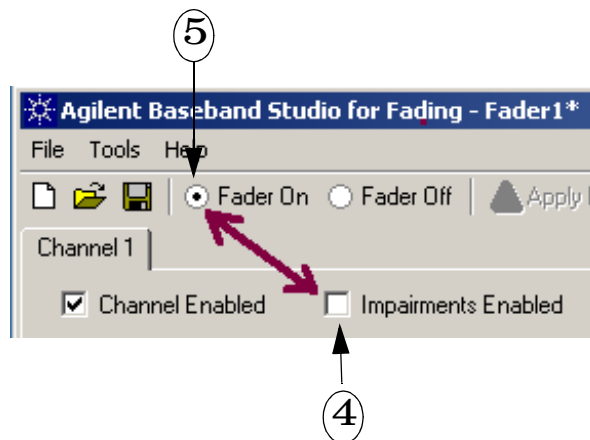 5
Agilent Baseband Studio for Fading - Fader1*
File Tools Help
Fader On Fader Off Apply
Channel 1
Channel Enabled Impairments Enabled
4